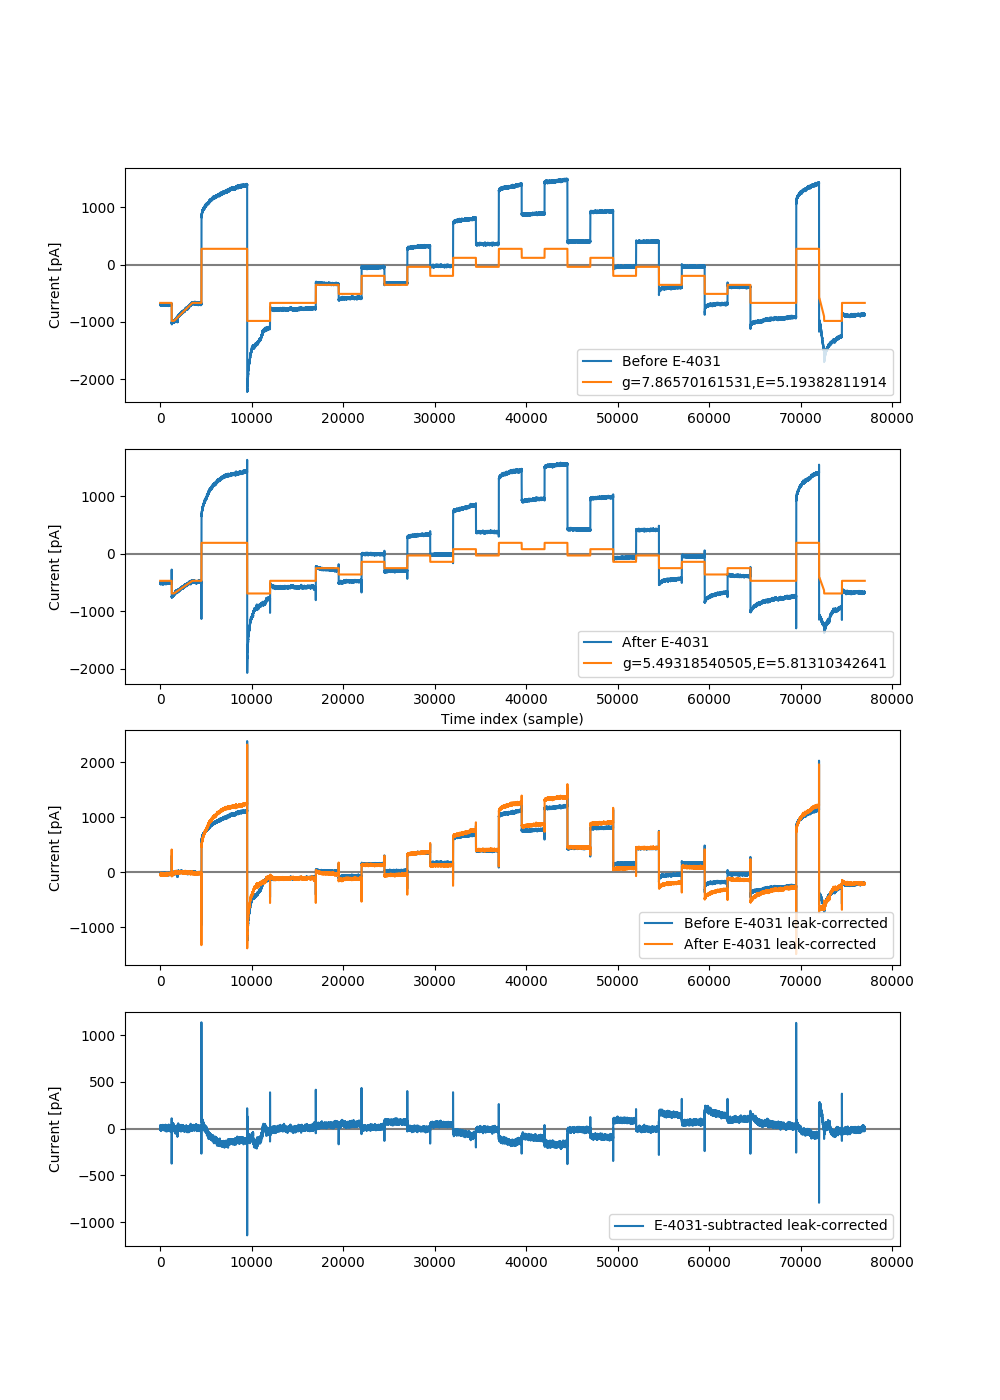 1000
0
−1000
−2000
Current [pA]
Before E-4031
g=7.86570161531,E=5.19382811914
0 10000 20000 30000 40000 50000 60000 70000 80000
1000
0
−1000
−2000
Current [pA]
After E-4031
g=5.49318540505,E=5.81310342641
0 10000 20000 30000 40000 50000 60000 70000 80000
Time index (sample)
2000
1000
0
−1000
Current [pA]
Before E-4031 leak-corrected
After E-4031 leak-corrected
0 10000 20000 30000 40000 50000 60000 70000 80000
1000
500
0
−500
−1000
Current [pA]
E-4031-subtracted leak-corrected
0 10000 20000 30000 40000 50000 60000 70000 80000